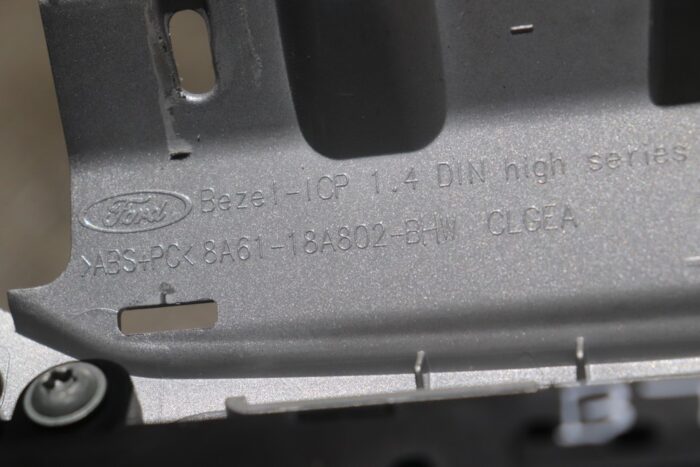 Ford Bezel-ICP 1.4 DIN high series
>ABS+PC< 8A61-18A802-BHW CLGEA